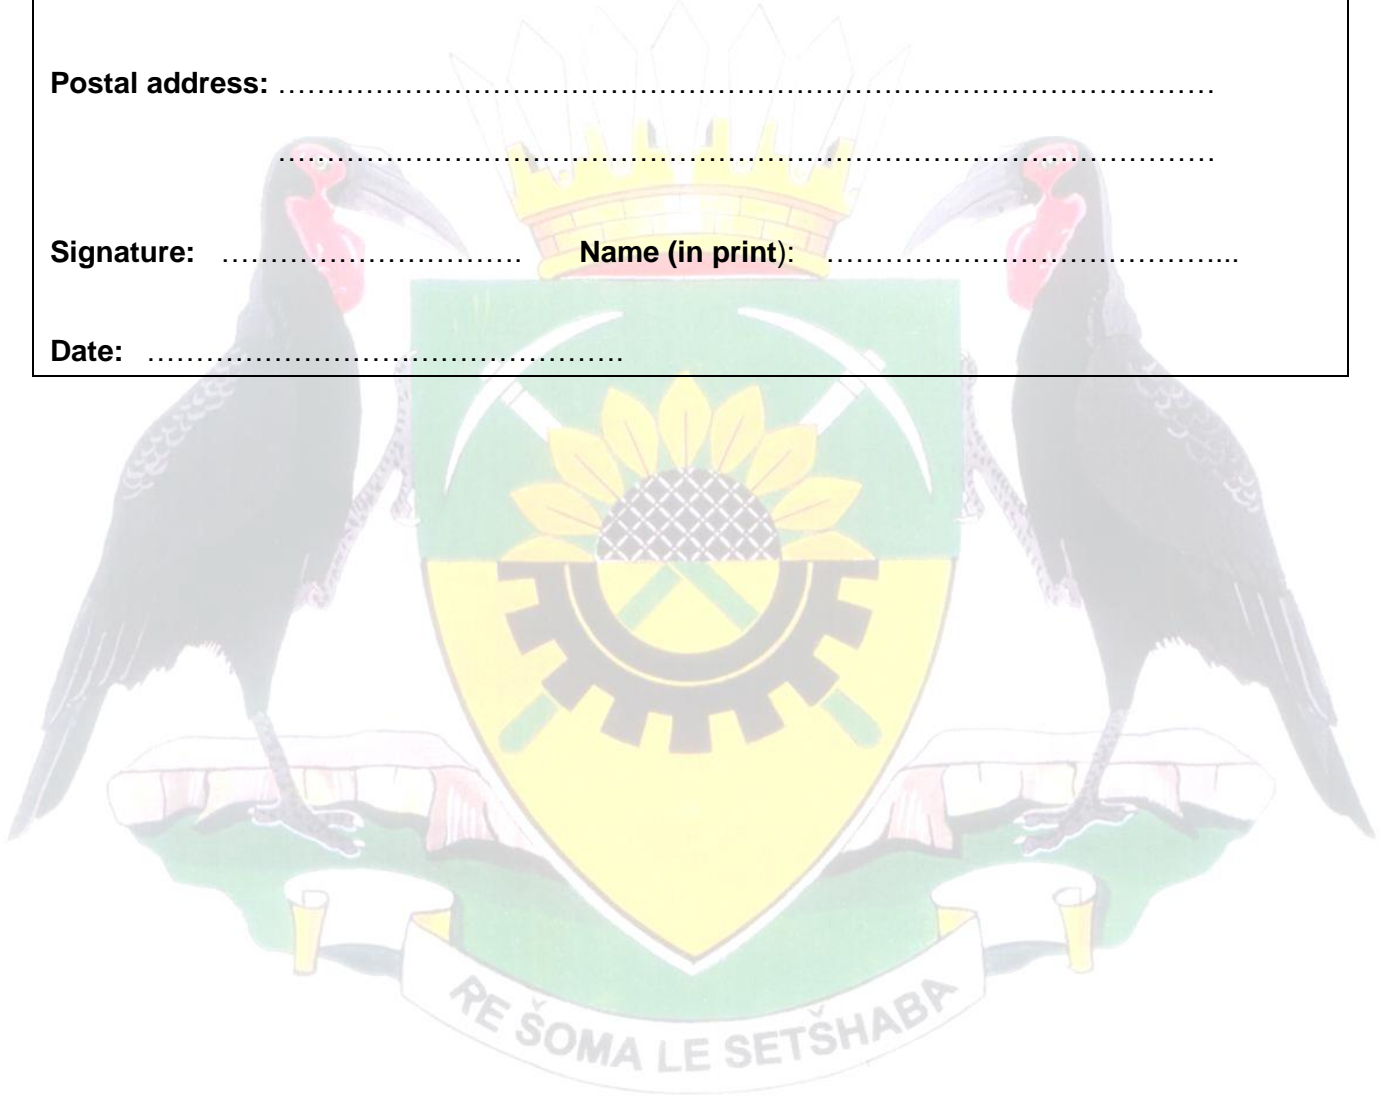 Postal address: ………………………………………………………………………………………
………………………………………………………………………………………
Signature: …………………………. Name (in print): …………………………………….…..
Date: ………..……………………………….
RE ŠOMA LE SETŠHABA